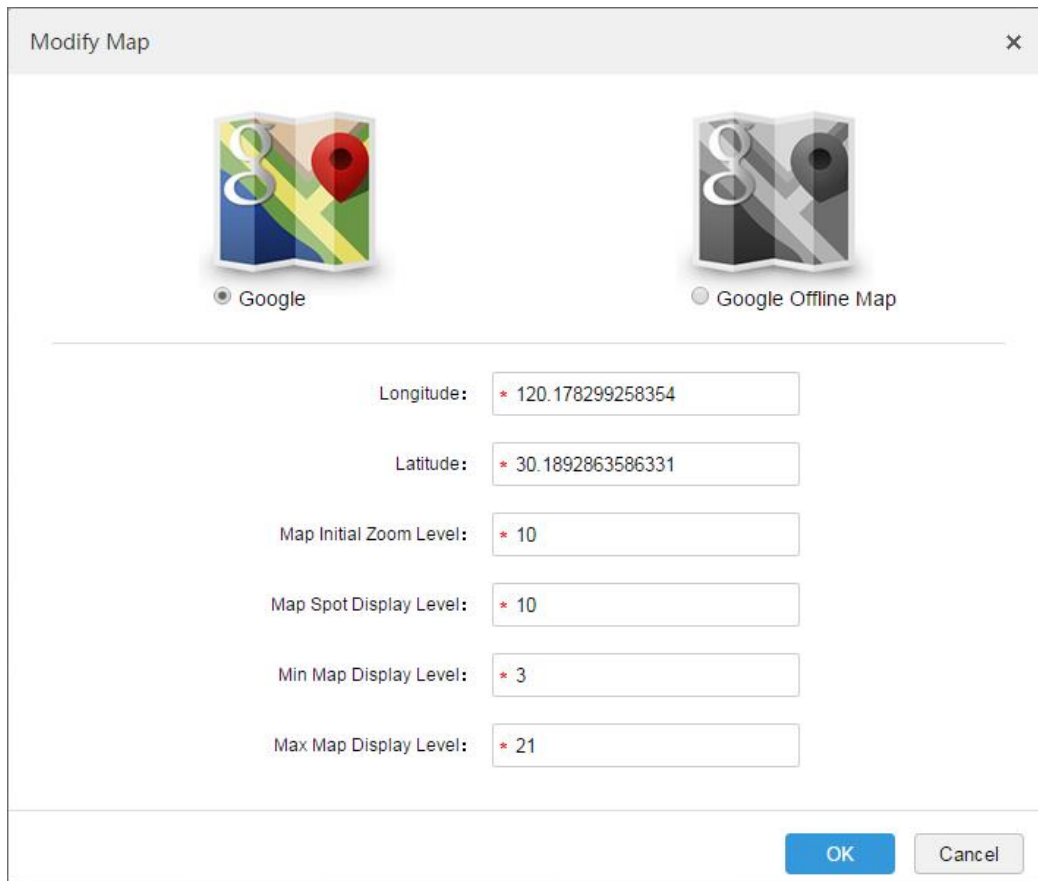 Modify Map ×
g g
Google Google Offline Map
Longitude: * 120.178299258354
Latitude: * 30.1892863586331
Map Initial Zoom Level: * 10
Map Spot Display Level: * 10
Min Map Display Level: * 3
Max Map Display Level: * 21
OK Cancel